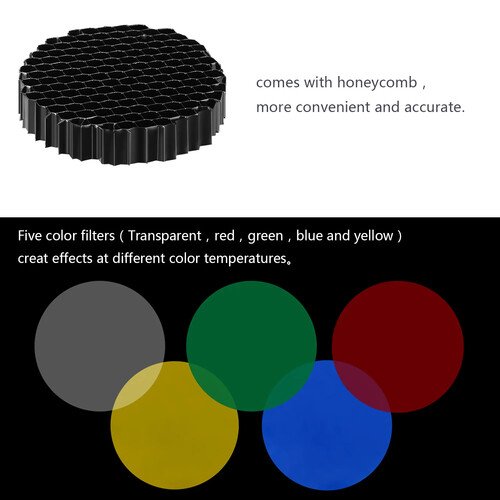 comes with honeycomb ,
more convenient and accurate.
Five color filters ( Transparent , red , green , blue and yellow )
creat effects at different color temperatures。